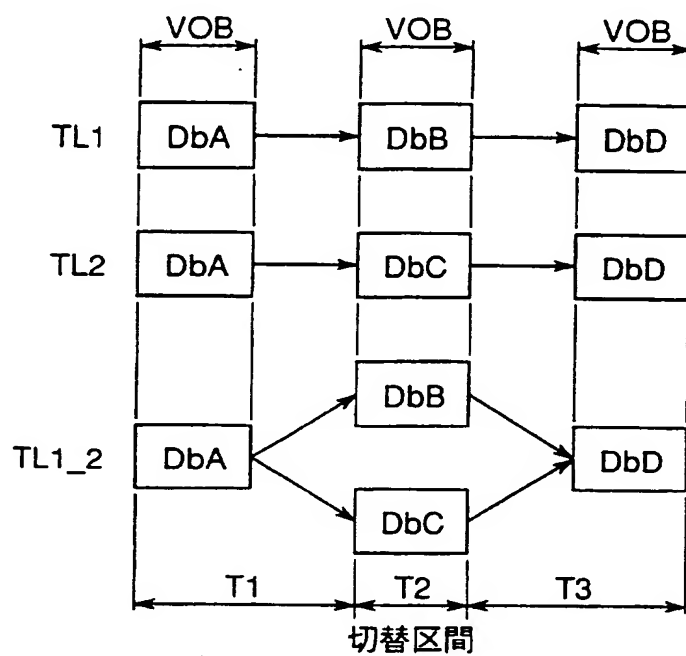 VOB VOB VOB
TL1 DbA DbB DbD
TL2 DbA DbC DbD
DbB
TL1_2 DbA DbD
DbC
T1 T2 T3
切替区間